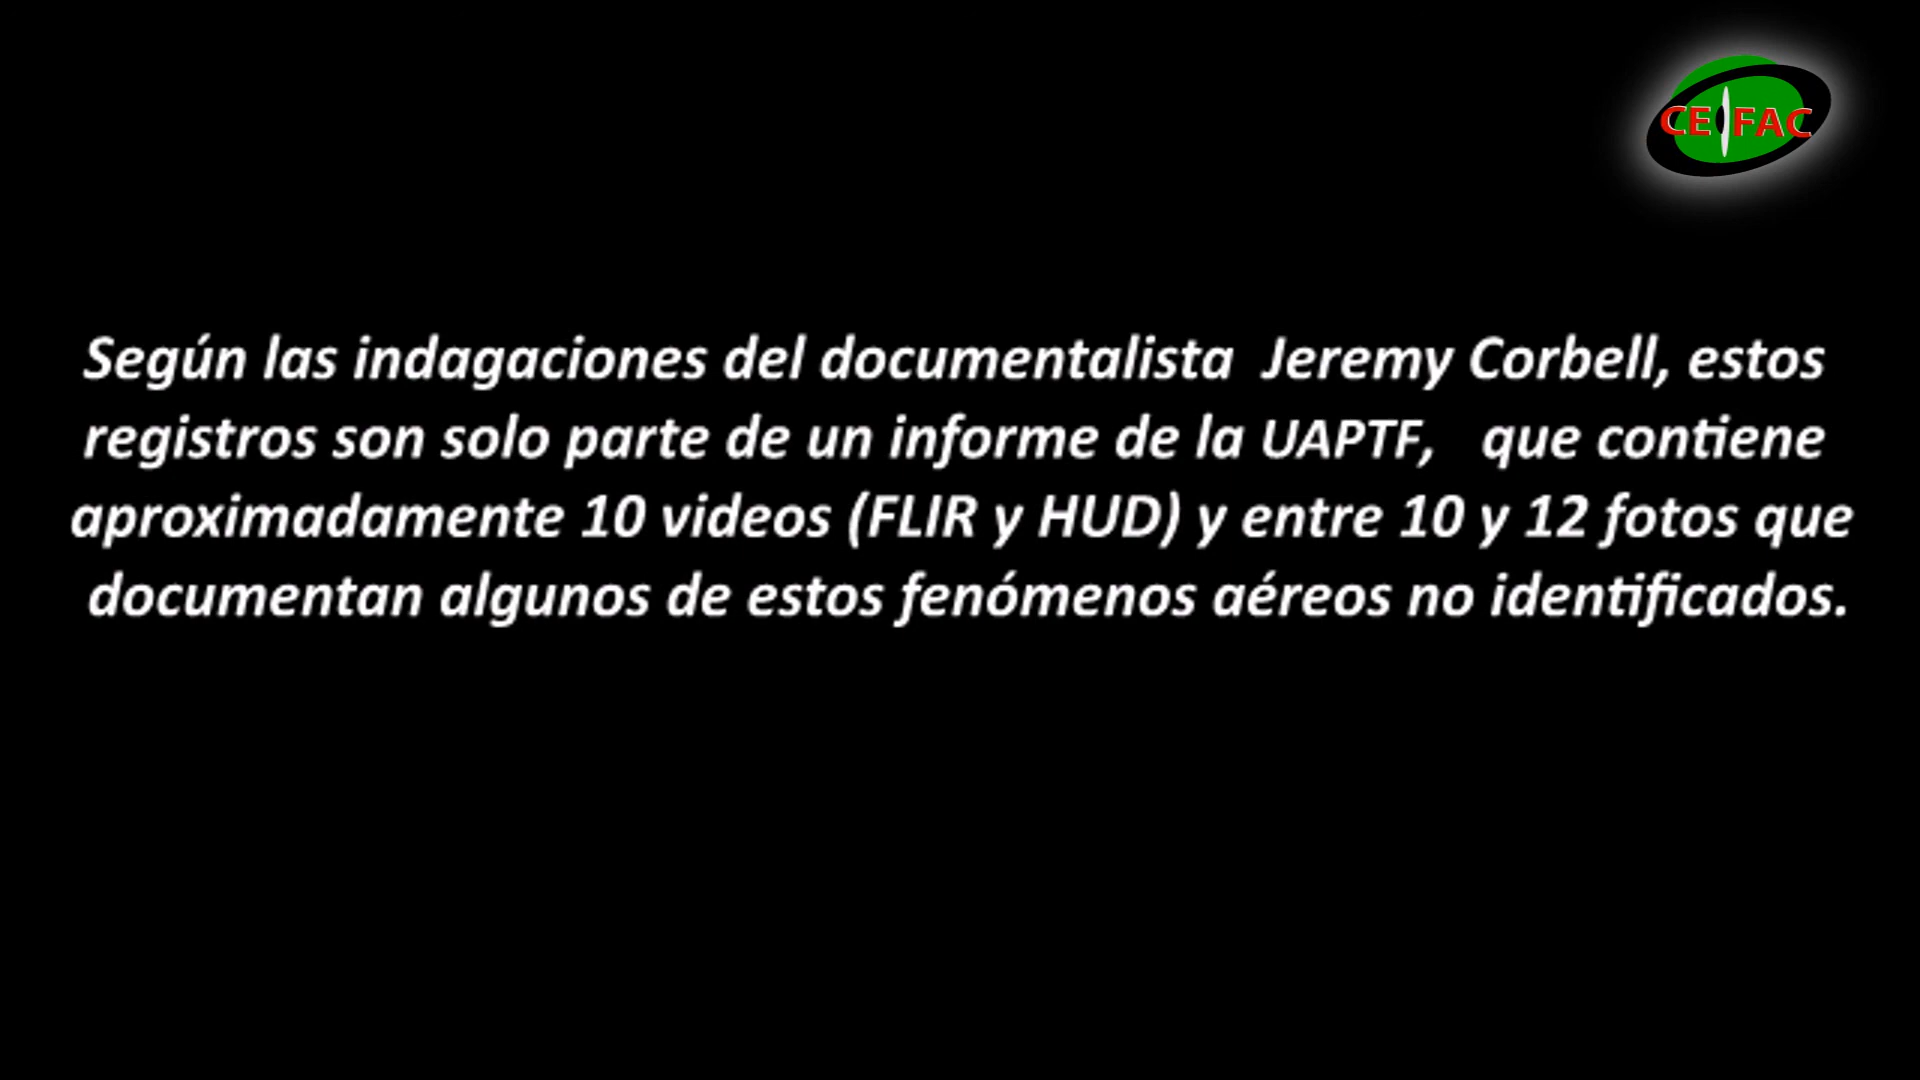 CEIFAC
Según las indagaciones del documentalista Jeremy Corbell, estos
registros son solo parte de un informe de la UAPTF, que contiene
aproximadamente 10 videos (FLIR y HUD) y entre 10 y 12 fotos que
documentan algunos de estos fenómenos aéreos no identificados.